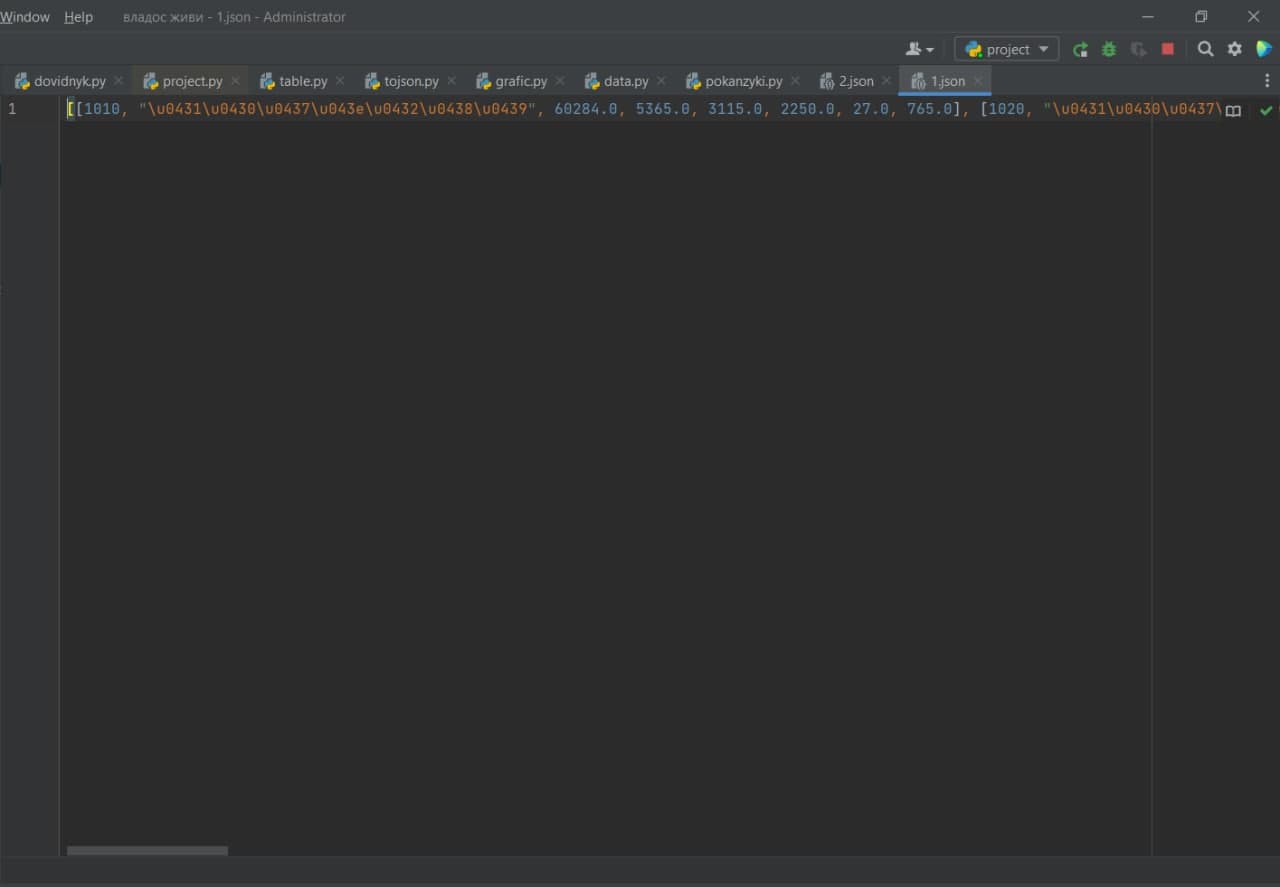 Window Help владос живи - 1.json - Administrator
project
dovidnyk.py project.py table.py tojson.py grafic.py data.py pokanzyki.py 2.json 1.json
1 [[1010, "\u0431\u0430\u0437\u043e\u0432\u0438\u0439", 60284.0, 5365.0, 3115.0, 2250.0, 27.0, 765.0], [1020, "\u0431\u0430\u0437\